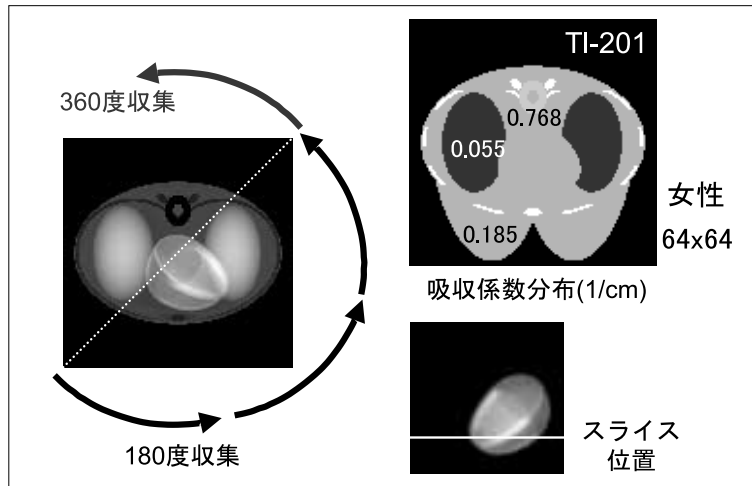 360度収集
180度収集
TI-201
0.768
0.055
0.185
女性
64x64
吸収係数分布(1/cm)
スライス
位置